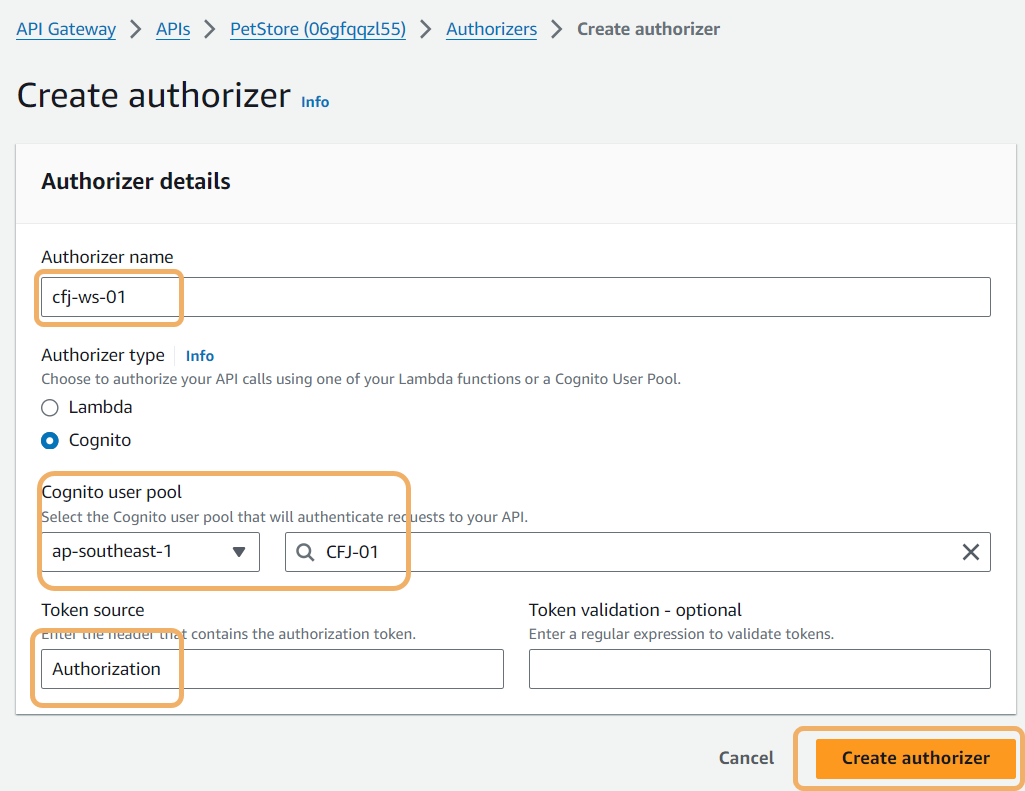 API Gateway > APIs > PetStore (06gfqqzl55) > Authorizers > Create authorizer
Create authorizer Info
Authorizer details
Authorizer name
cfj-ws-01
Authorizer type Info
Choose to authorize your API calls using one of your Lambda functions or a Cognito User Pool.
Lambda
Cognito
Cognito user pool
Select the Cognito user pool that will authenticate requests to your API.
ap-southeast-1 CFJ-01
Token source
Enter the header that contains the authorization token.
Authorization
Token validation - optional
Enter a regular expression to validate tokens.
Cancel Create authorizer